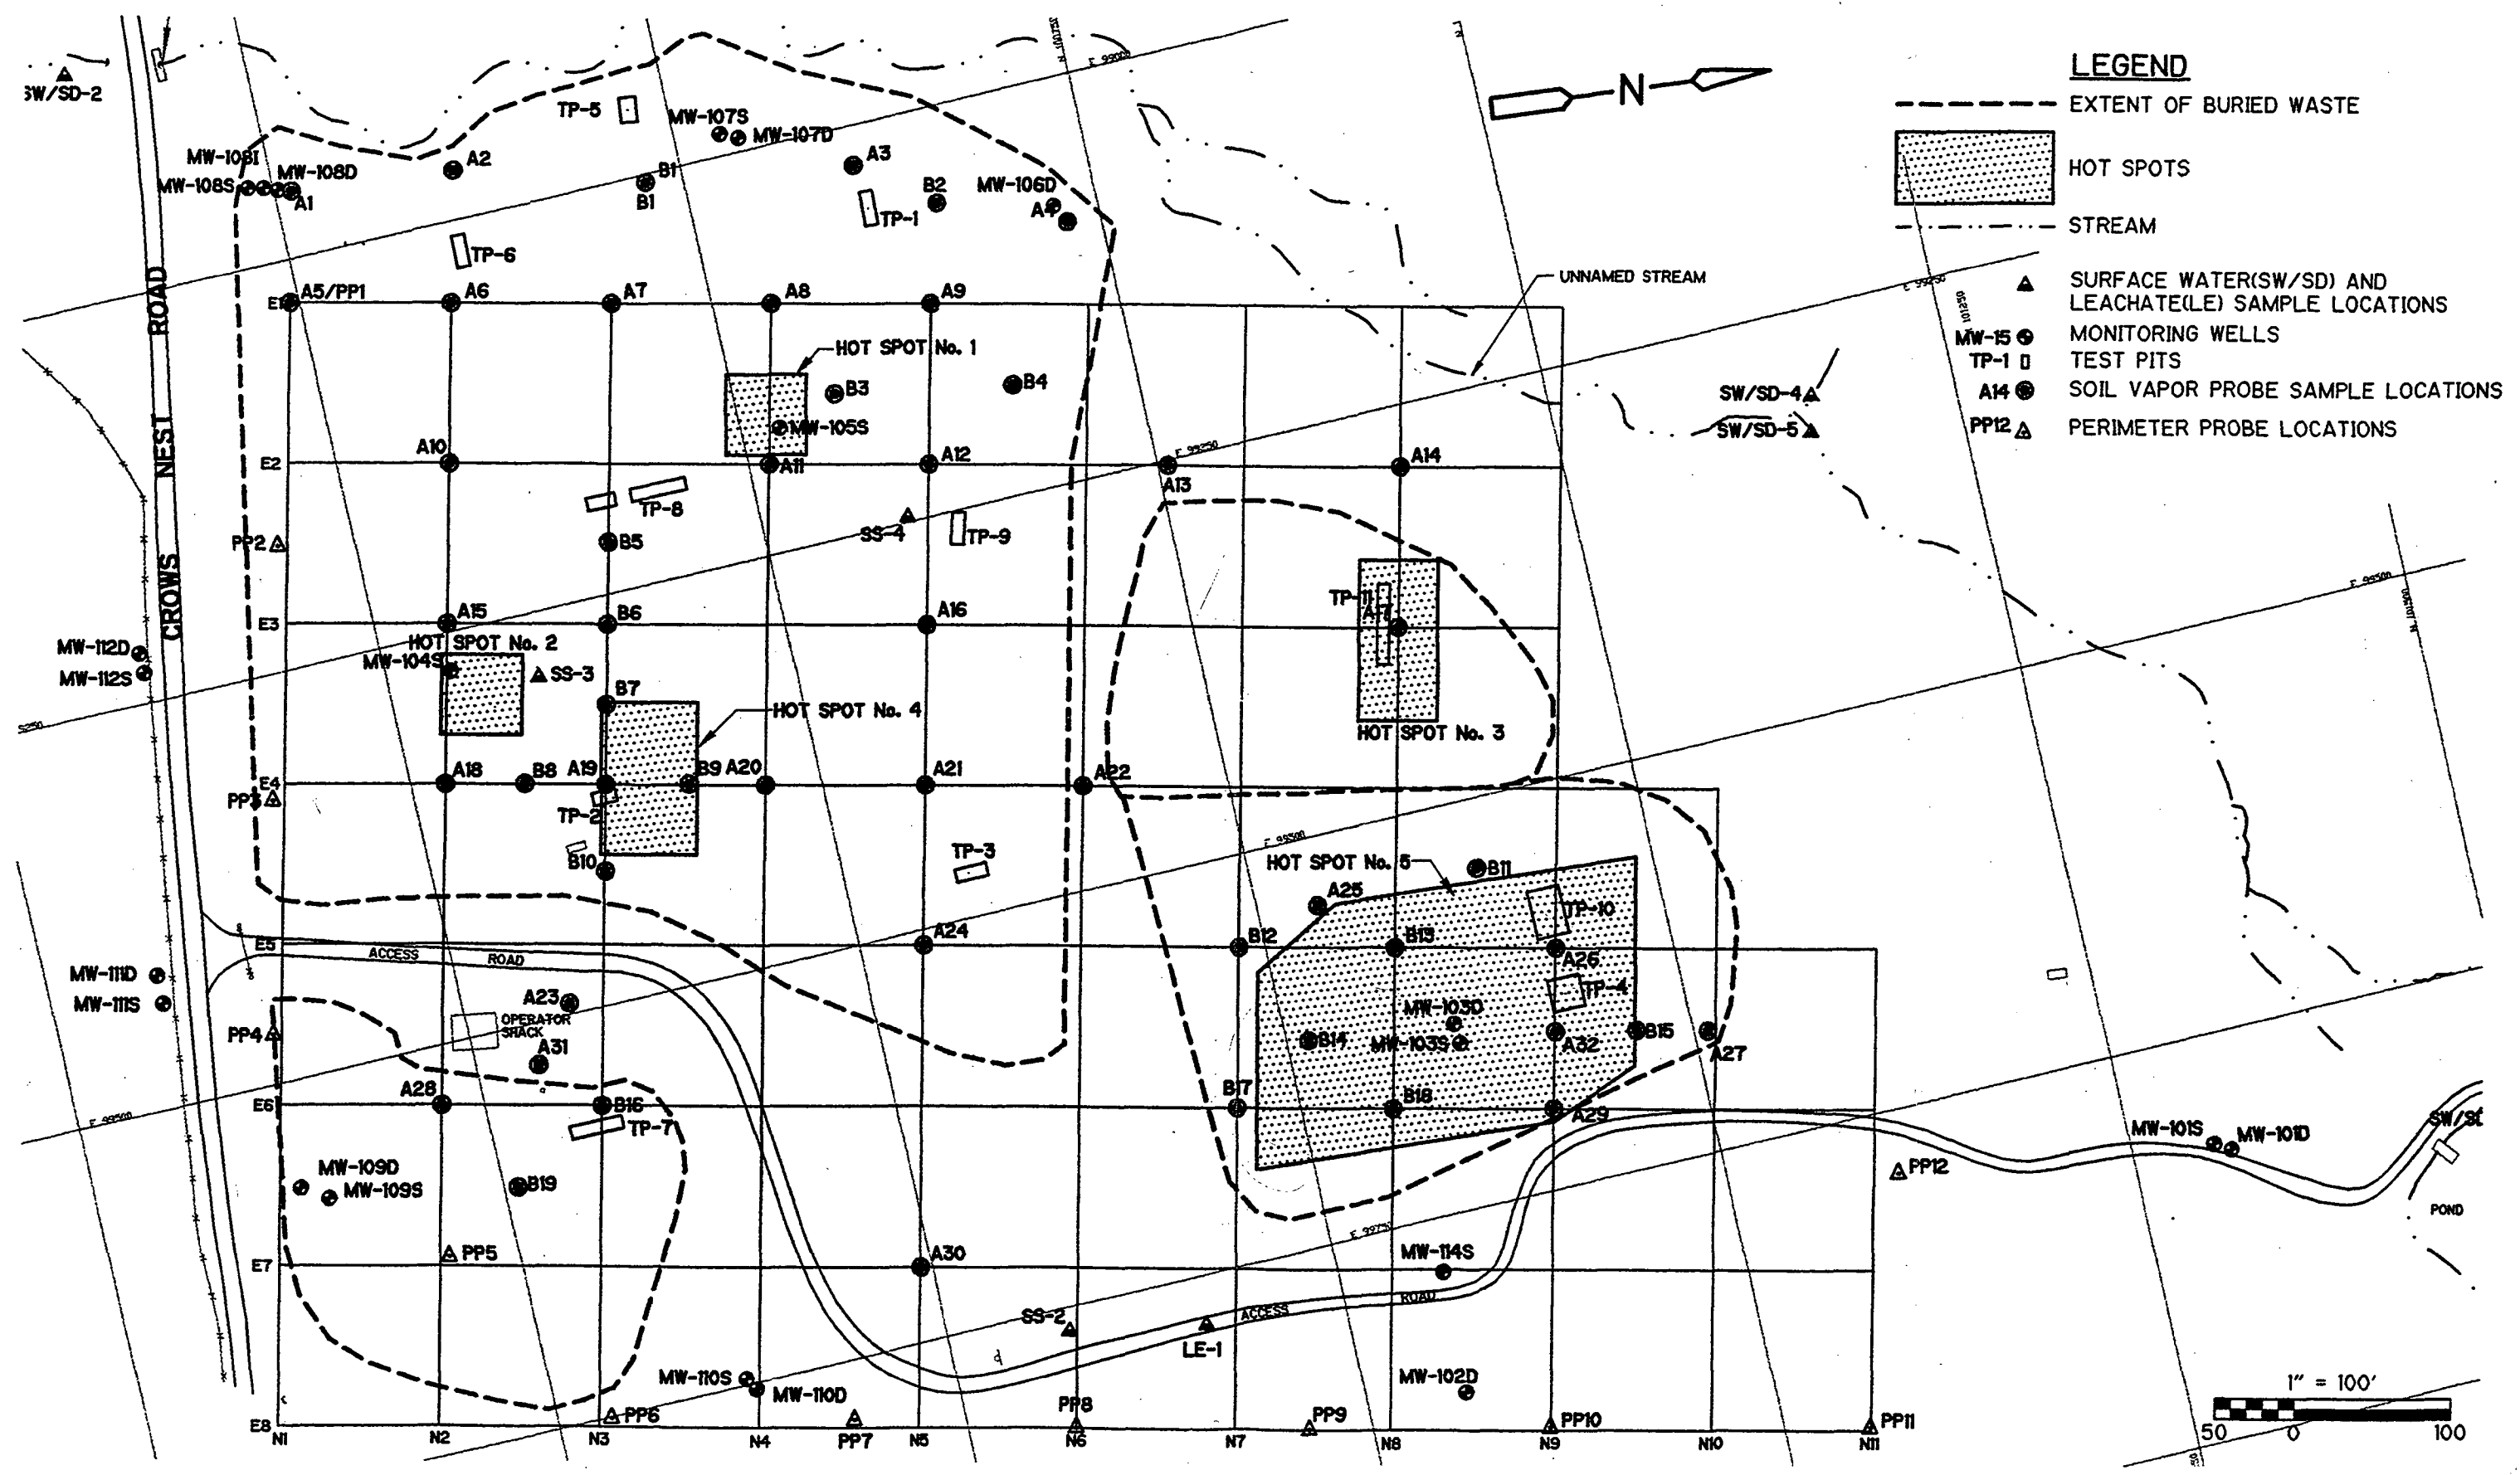 LEGEND
EXTENT OF BURIED WASTE
HOT SPOTS
STREAM
SURFACE WATER(SW/SD) AND
LEACHATE(LE) SAMPLE LOCATIONS
MW-15 MONITORING WELLS
TP-1 TEST PITS
A14 SOIL VAPOR PROBE SAMPLE LOCATIONS
PP12 PERIMETER PROBE LOCATIONS
N
SW/SD-2
TP-5
MW-107S
MW-107D
E 99000
MW-108I
MW-108S
MW-108D
A1
A2
B1
B1
A3
B2
MW-106D
A4
TP-1
TP-6
UNNAMED STREAM
CROWS NEST ROAD
E1
A5/PP1
A6
A7
A8
A9
HOT SPOT No. 1
B3
B4
MW-105S
SW/SD-4
SW/SD-5
E2
A10
A11
A12
E 99250
A13
A14
TP-8
SS-4
TP-9
PP2
B5
E3
A15
B6
A16
TP-11
A17
HOT SPOT No. 2
MW-104S
SS-3
MW-112D
MW-112S
B7
HOT SPOT No. 4
HOT SPOT No. 3
E4
A18
B8
A19
B9
A20
A21
A22
PP3
TP-2
B10
TP-3
E 99500
HOT SPOT No. 5
B11
A25
TP-10
E5
ACCESS ROAD
A24
B12
B13
A26
MW-111D
MW-111S
A23
OPERATOR
SHACK
PP4
A31
TP-4
MW-103D
MW-103S
B14
A32
B15
A27
E6
A28
B16
B17
B18
A29
TP-7
E 99500
MW-109D
MW-109S
B19
MW-101S
MW-101D
PP12
POND
E 99750
E7
PP5
A30
MW-114S
SS-2
LE-1
ACCESS ROAD
MW-110S
MW-110D
MW-102D
E8
PP6
PP7
PP8
PP9
PP10
PP11
N1
N2
N3
N4
N5
N6
N7
N8
N9
N10
N11
1" = 100'
50 0 100